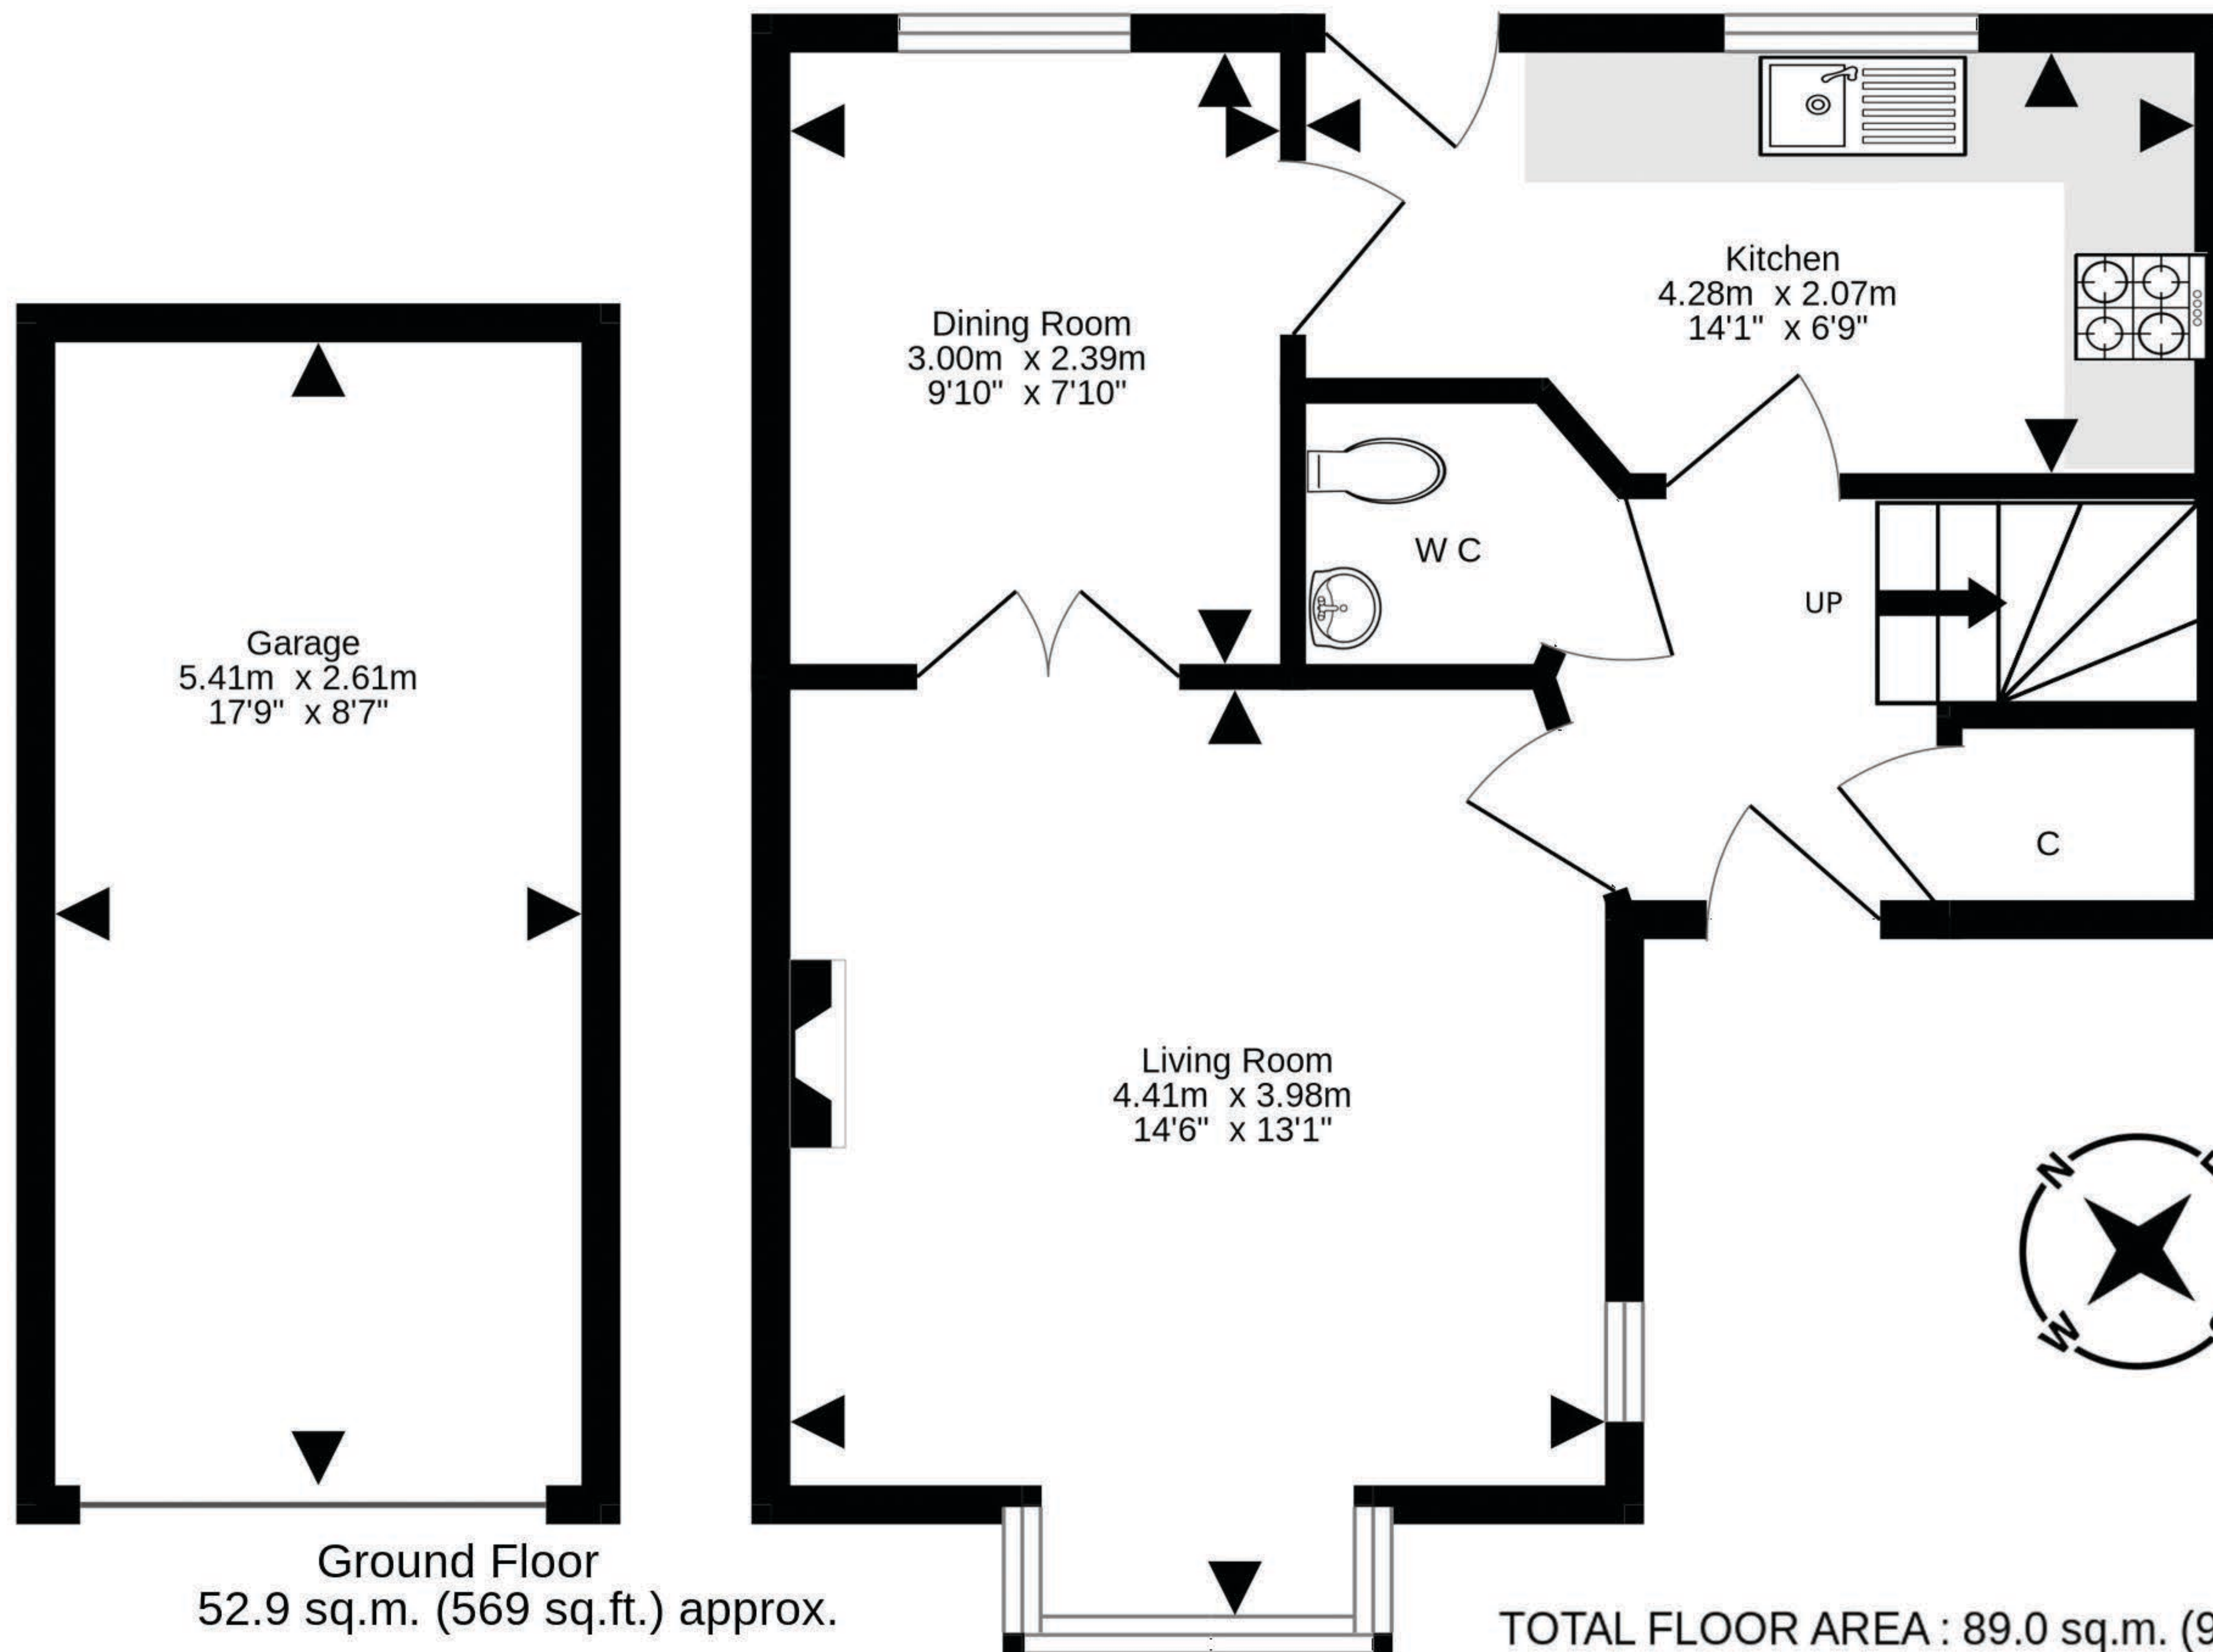 Dining Room
3.00m x 2.39m
9'10" x 7'10"
Kitchen
4.28m x 2.07m
14'1" x 6'9"
W C
UP
Garage
5.41m x 2.61m
17'9" x 8'7"
C
Living Room
4.41m x 3.98m
14'6" x 13'1"
N
W
Ground Floor
52.9 sq.m. (569 sq.ft.) approx.
TOTAL FLOOR AREA : 89.0 sq.m.